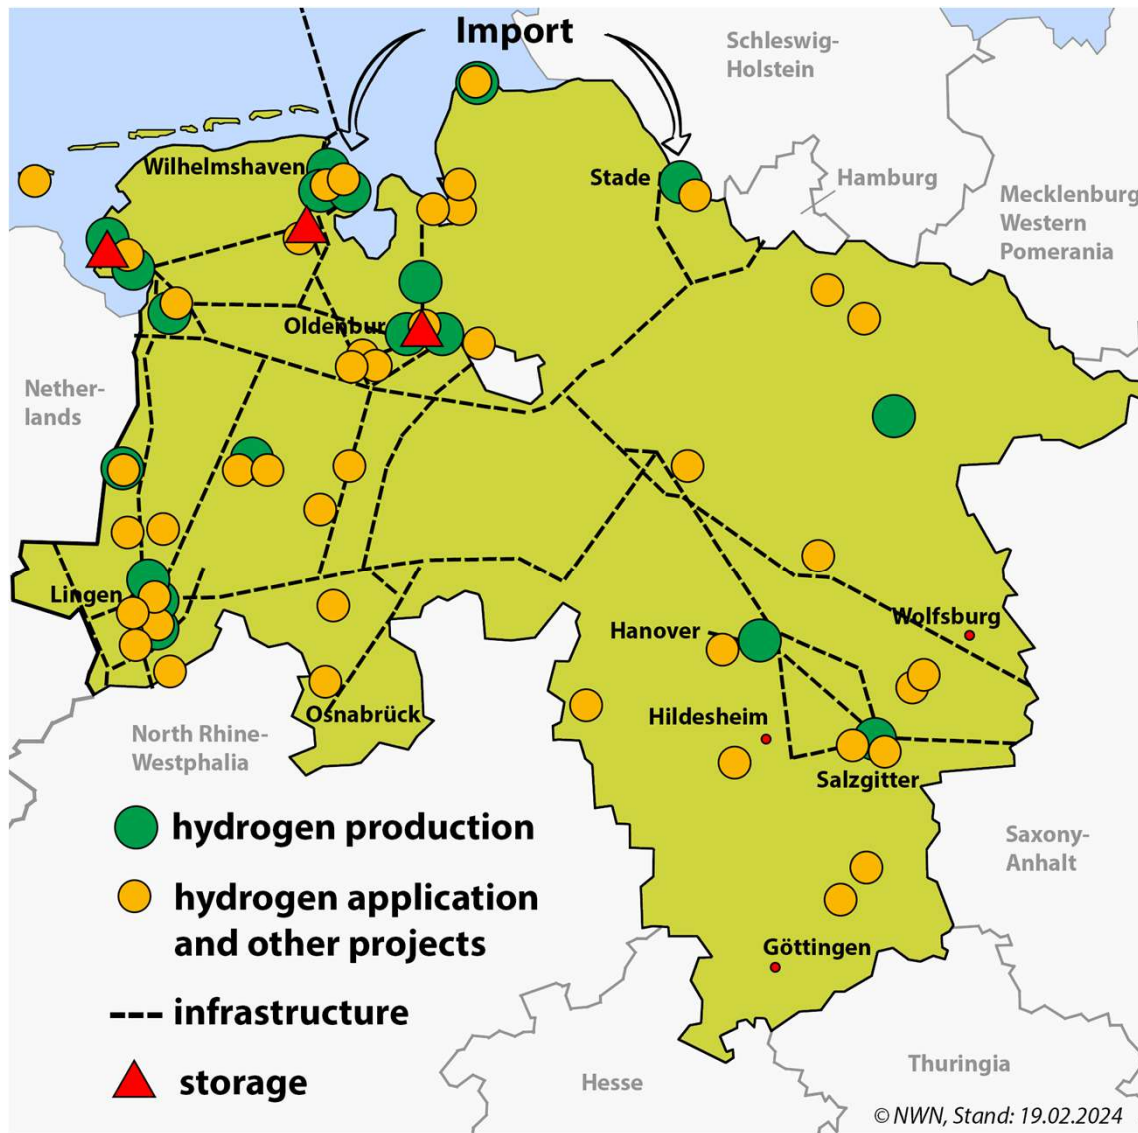 Import
Schleswig-
Holstein
Wilhelmshaven
Stade
Hamburg
Mecklenburg
Western
Pomerania
Oldenbur
Nether-
lands
Lingen
Hanover
Wolfsburg
Osnabrück
Hildesheim
North Rhine-
Westphalia
Salzgitter
hydrogen production
Saxony-
Anhalt
hydrogen application
and other projects
Göttingen
infrastructure
storage
Hesse
Thuringia
© NWN, Stand: 19.02.2024